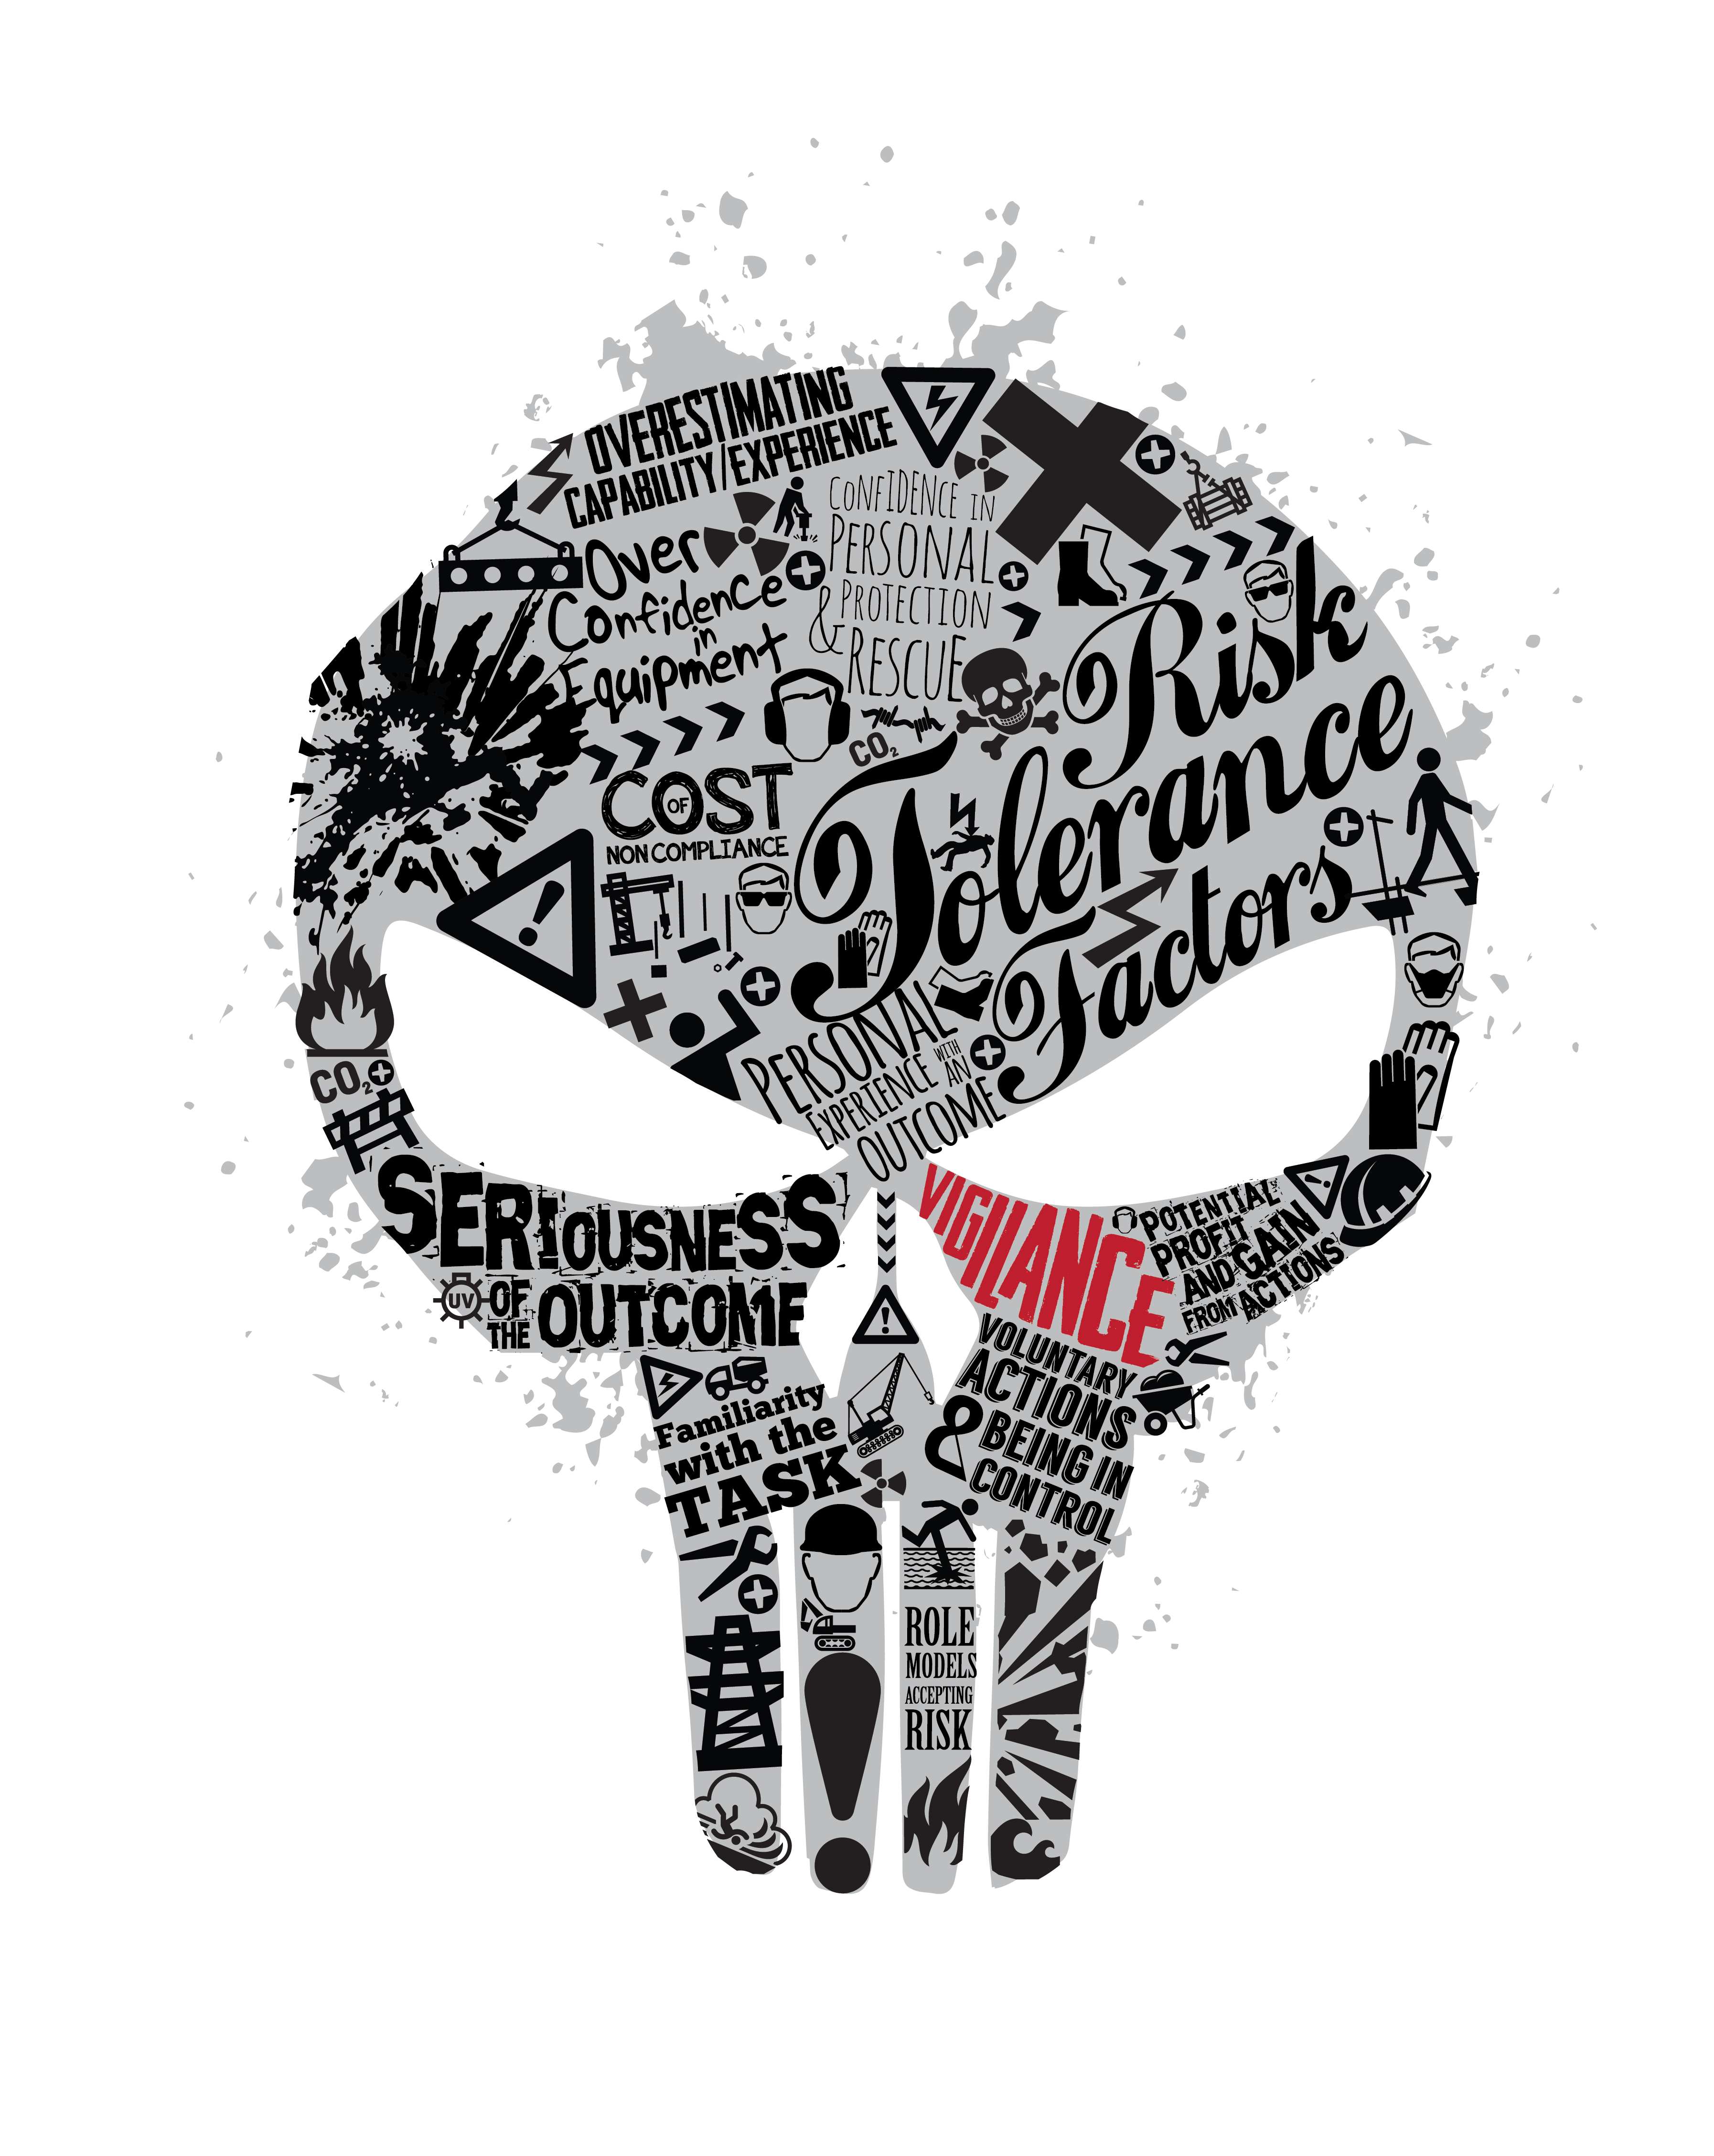 OVERESTIMATING
CAPABILITY/EXPERIENCE
Over
Confidence
in
Equipment
CONFIDENCE IN
PERSONAL
PROTECTION
& RESCUE
CO2
COST
OF
NON COMPLIANCE
Risk
Tolerance
Factors
PERSONAL
EXPERIENCE WITH AN
OUTCOME
CO2
SERIOUSNESS
OF THE OUTCOME
UV
VIGILANCE
POTENTIAL
PROFIT
AND GAIN
FROM ACTIONS
VOLUNTARY
ACTIONS
& BEING IN
CONTROL
Familiarity
with the
TASK
ROLE
MODELS
ACCEPTING
RISK